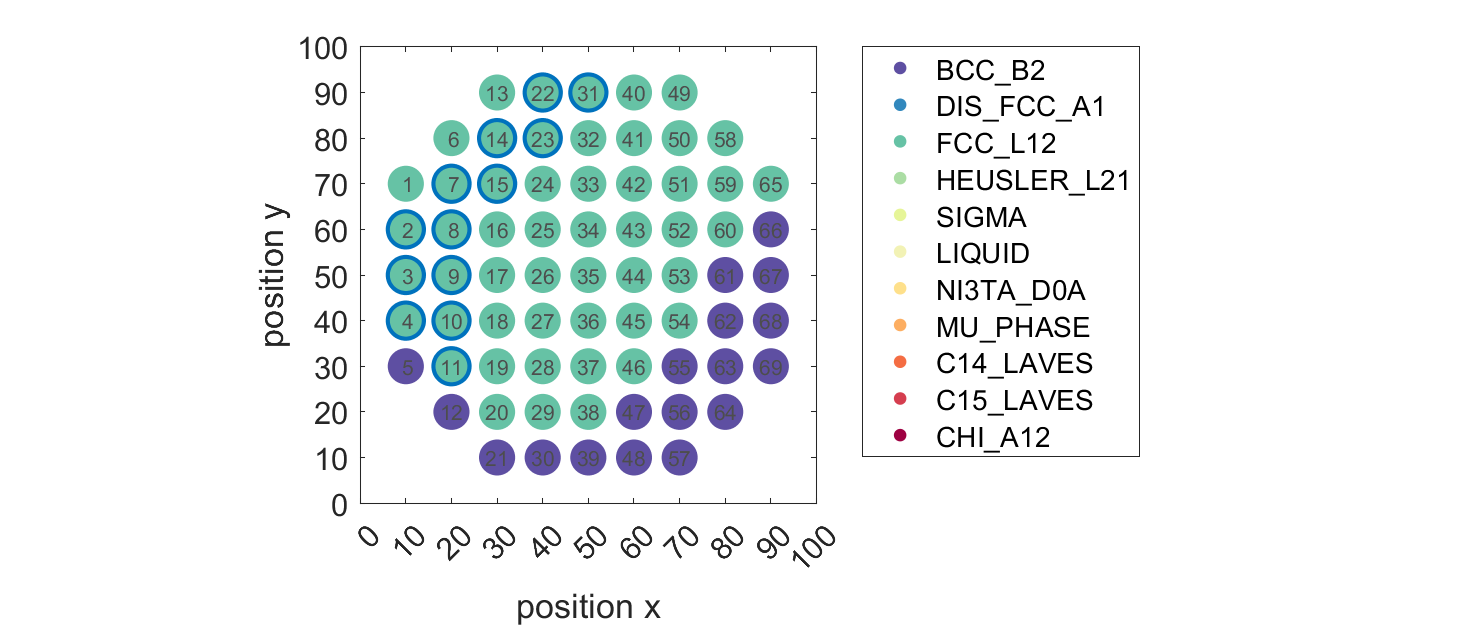 100
90 13 22 31 40 49
80 6 14 23 32 41 50 58
70 1 7 15 24 33 42 51 59 65
60 2 8 16 25 34 43 52 60 66
50 3 9 17 26 35 44 53 61 67
40 4 10 18 27 36 45 54 62 68
30 5 11 19 28 37 46 55 63 69
20 12 20 29 38 47 56 64
10 21 30 39 48 57
0
position y
0 10 20 30 40 50 60 70 80 90 100
position x
BCC_B2
DIS_FCC_A1
FCC_L12
HEUSLER_L21
SIGMA
LIQUID
NI3TA_D0A
MU_PHASE
C14_LAVES
C15_LAVES
CHI_A12